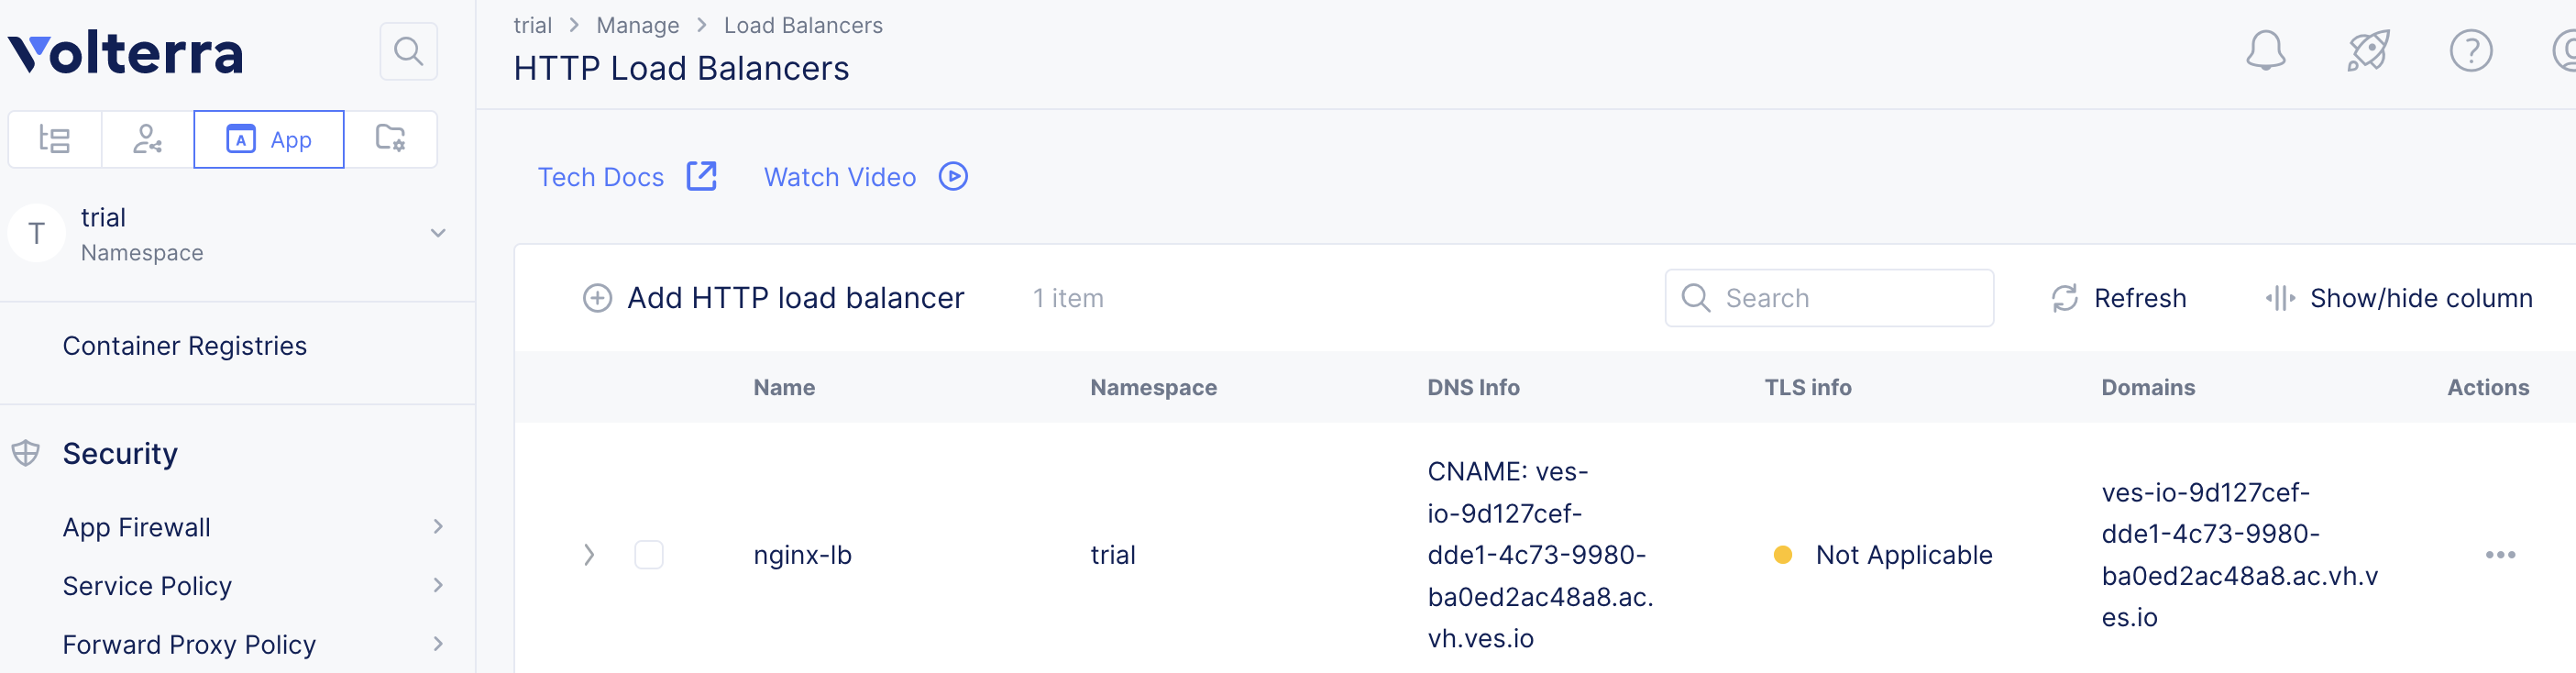 Volterra
App
T
trial
Namespace
Container Registries
Security
App Firewall
Service Policy
Forward Proxy Policy
trial > Manage > Load Balancers
HTTP Load Balancers
Tech Docs Watch Video
Add HTTP load balancer 1 item Search Refresh Show/hide column
Name Namespace DNS Info TLS info Domains Actions
nginx-lb
trial
CNAME: ves-
io-9d127cef-
dde1-4c73-9980-
ba0ed2ac48a8.ac.
vh.ves.io
Not Applicable
ves-io-9d127cef-
dde1-4c73-9980-
ba0ed2ac48a8.ac.vh.v
es.io